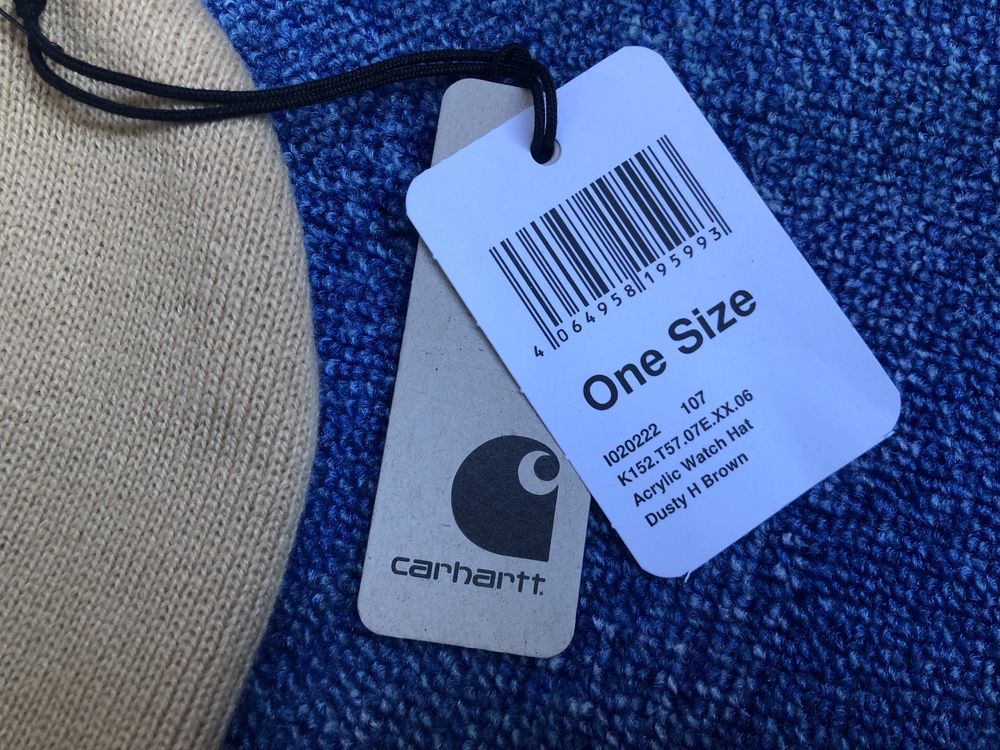 4 064958 195993
One Size
107
I020222
K152.T57.07E.XX.06
Acrylic Watch Hat
Dusty H Brown
carhartt